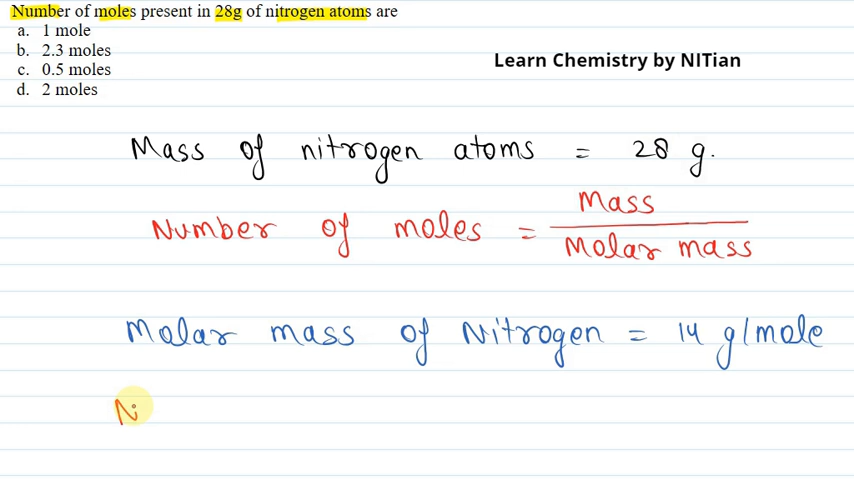 Number of moles present in 28g of nitrogen atoms are
a. 1 mole
b. 2.3 moles
c. 0.5 moles
d. 2 moles
Learn Chemistry by NITian
Mass of nitrogen atoms = 28 g.
Number of moles = Mass
Molar mass
Molar mass of Nitrogen = 14 g/mole
N